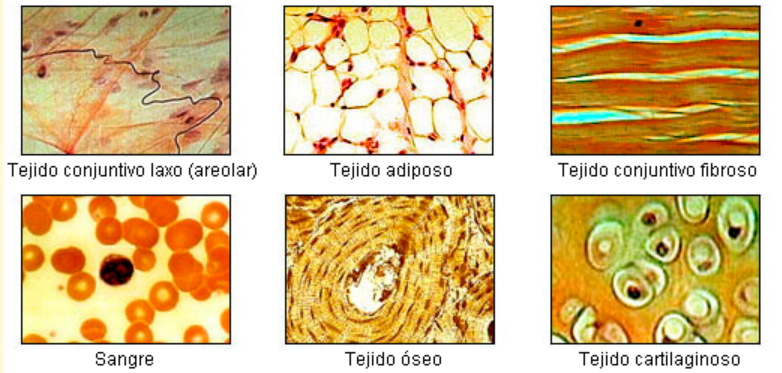 Tejido conjuntivo laxo (areolar)
Tejido adiposo
Tejido conjuntivo fibroso
Sangre
Tejido óseo
Tejido cartilaginoso